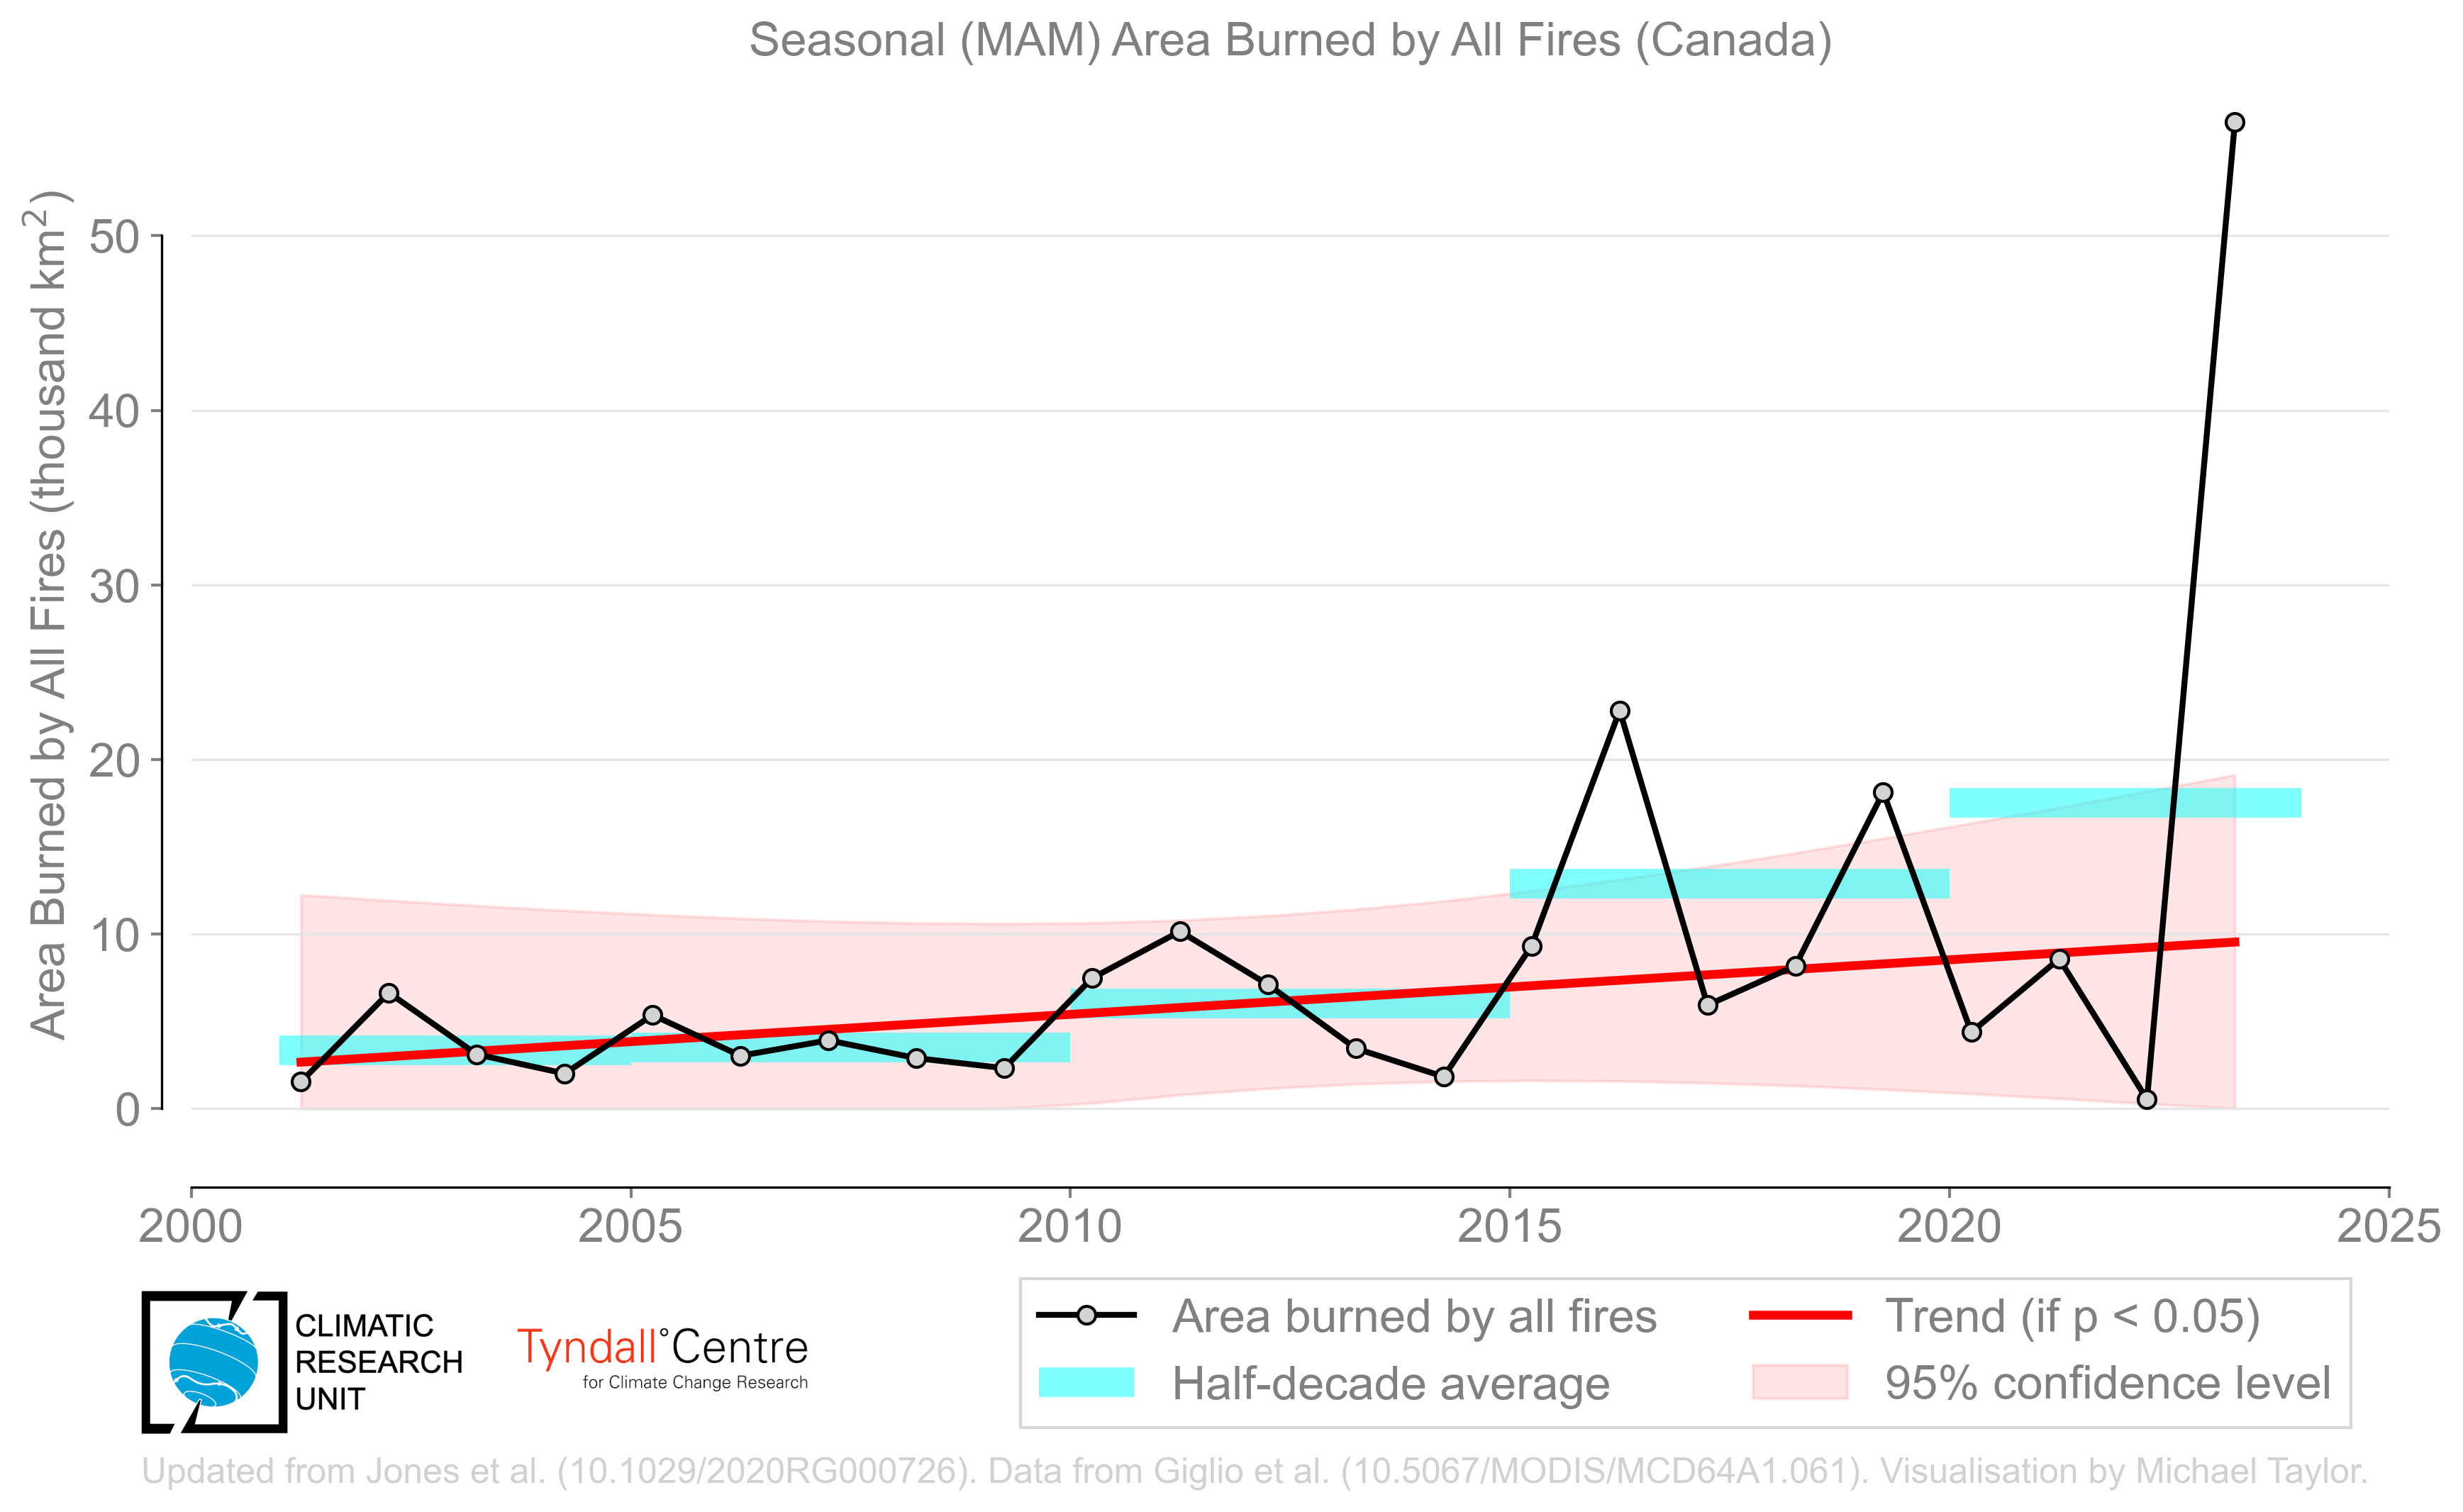 Seasonal (MAM) Area Burned by All Fires (Canada)
Area Burned by All Fires (thousand km²)
50
40
30
20
10
0
2000
2005
2010
2015
2020
2025
CLIMATIC
RESEARCH
UNIT
Tyndall°Centre
for Climate Change Research
Area burned by all fires
Half-decade average
Trend (if p < 0.05)
95% confidence level
Updated from Jones et al. (10.1029/2020RG000726). Data from Giglio et al. (10.5067/MODIS/MCD64A1.061). Visualisation by Michael Taylor.